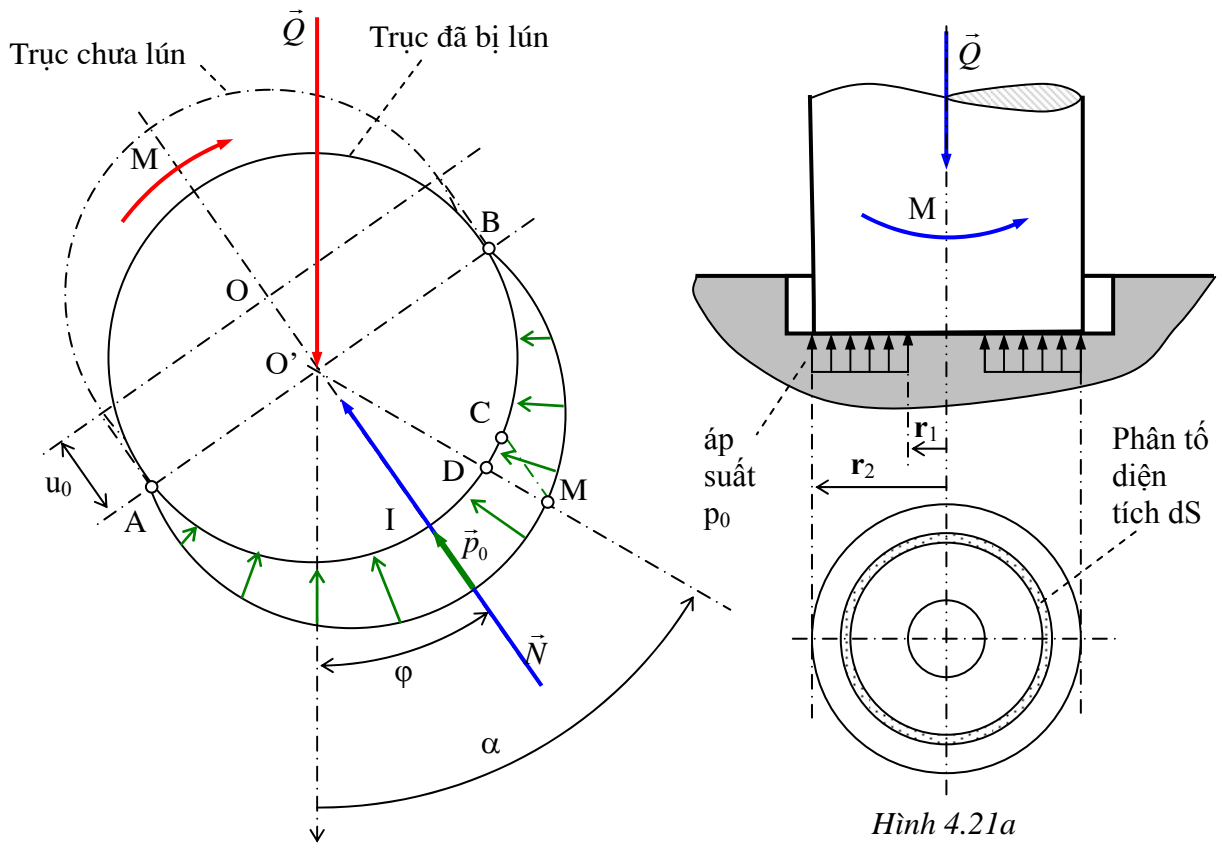 Q
Trục chưa lún
Trục đã bị lún
M
O
O’
B
C
D
M
A
I
u₀
p₀
N
φ
α
Q
M
áp
suất
p₀
r₁
r₂
Phân tố
diện
tích dS
Hình 4.21a